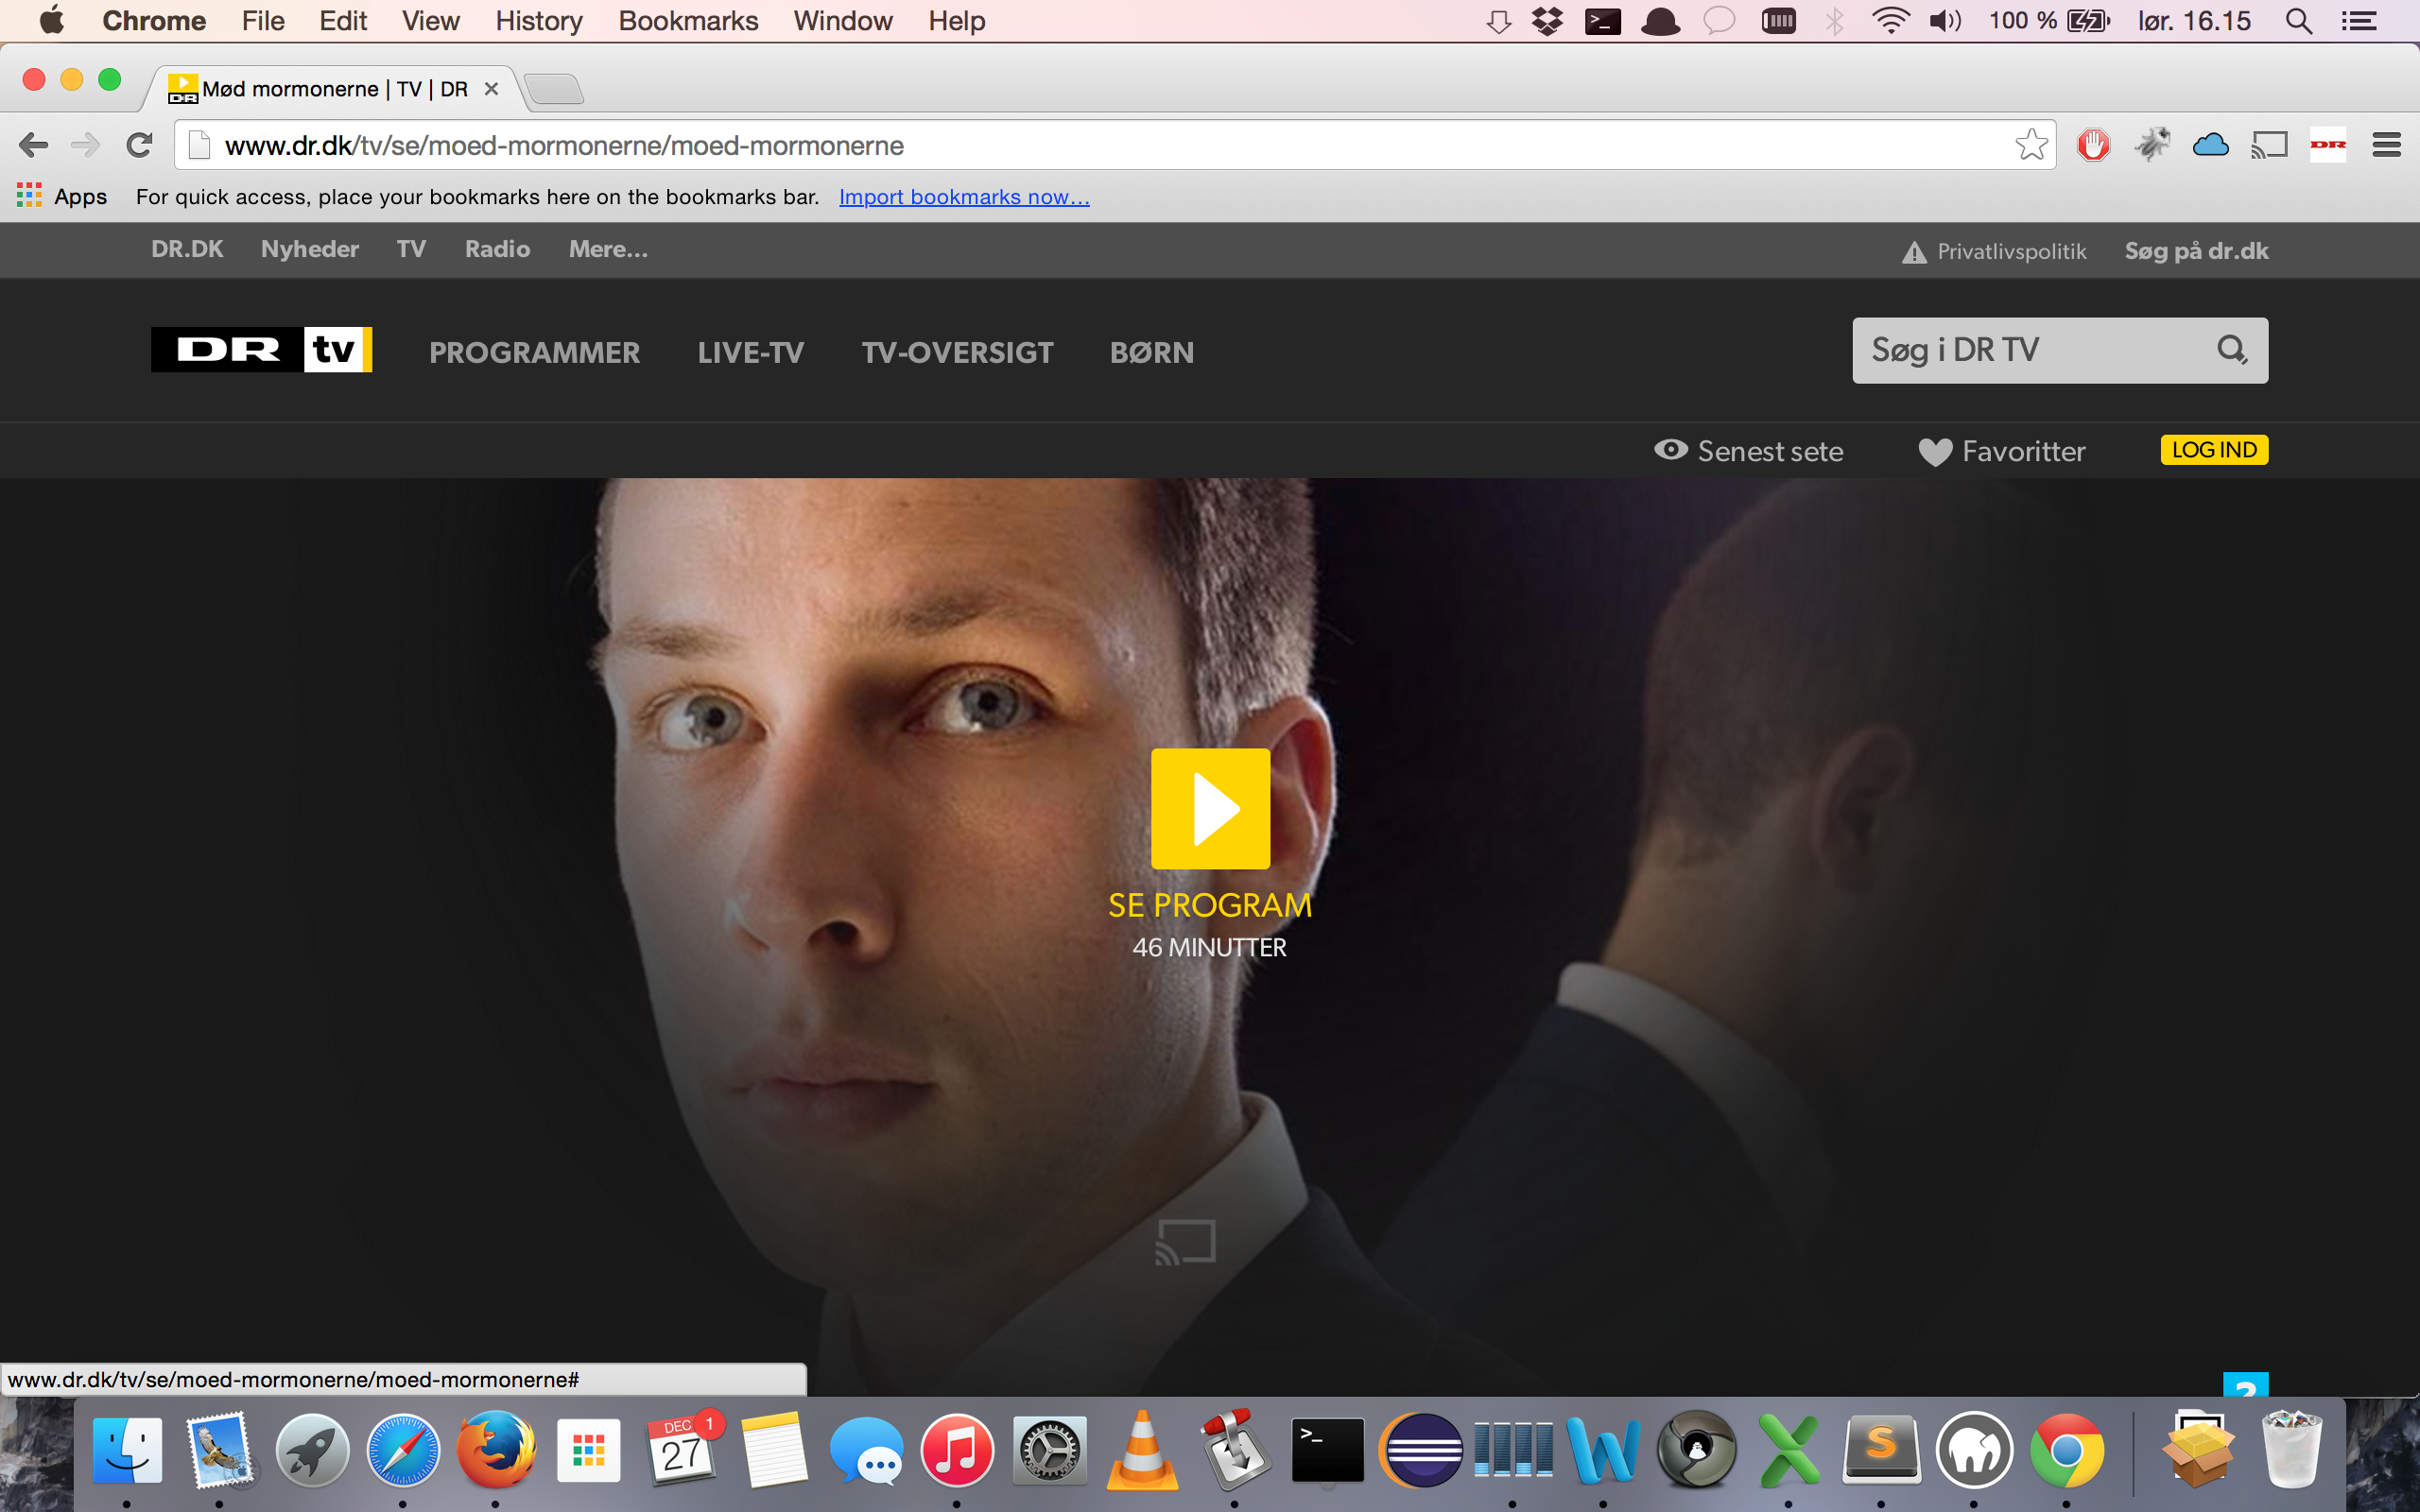 Chrome File Edit View History Bookmarks Window Help 100 % lør. 16.15
Mød mormonerne | TV | DR
www.dr.dk/tv/se/moed-mormonerne/moed-mormonerne
DR
Apps For quick access, place your bookmarks here on the bookmarks bar. Import bookmarks now...
DR.DK Nyheder TV Radio Mere... Privatlivspolitik Søg på dr.dk
DR tv PROGRAMMER LIVE-TV TV-OVERSIGT BØRN Søg i DR TV
Senest sete Favoritter LOG IND
SE PROGRAM
46 MINUTTER
www.dr.dk/tv/se/moed-mormonerne/moed-mormonerne#
?
DEC 1
27